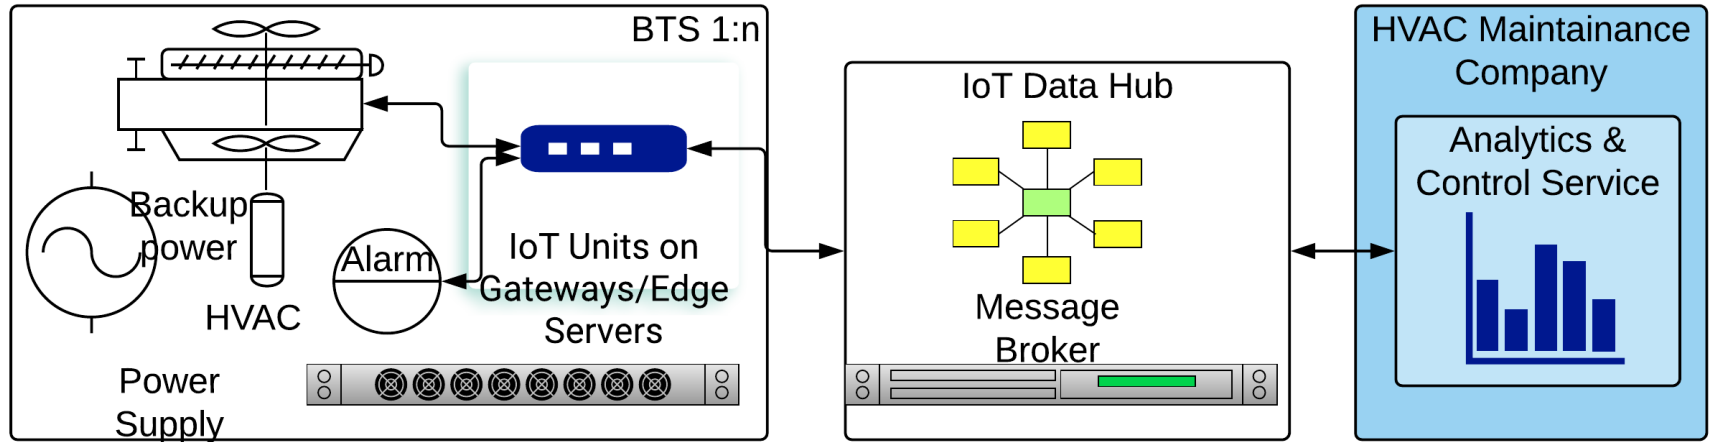 BTS 1:n
Backup
power
HVAC
Alarm
Power
Supply
IoT Units on
Gateways/Edge
Servers
IoT Data Hub
Message
Broker
HVAC Maintainance
Company
Analytics &
Control Service